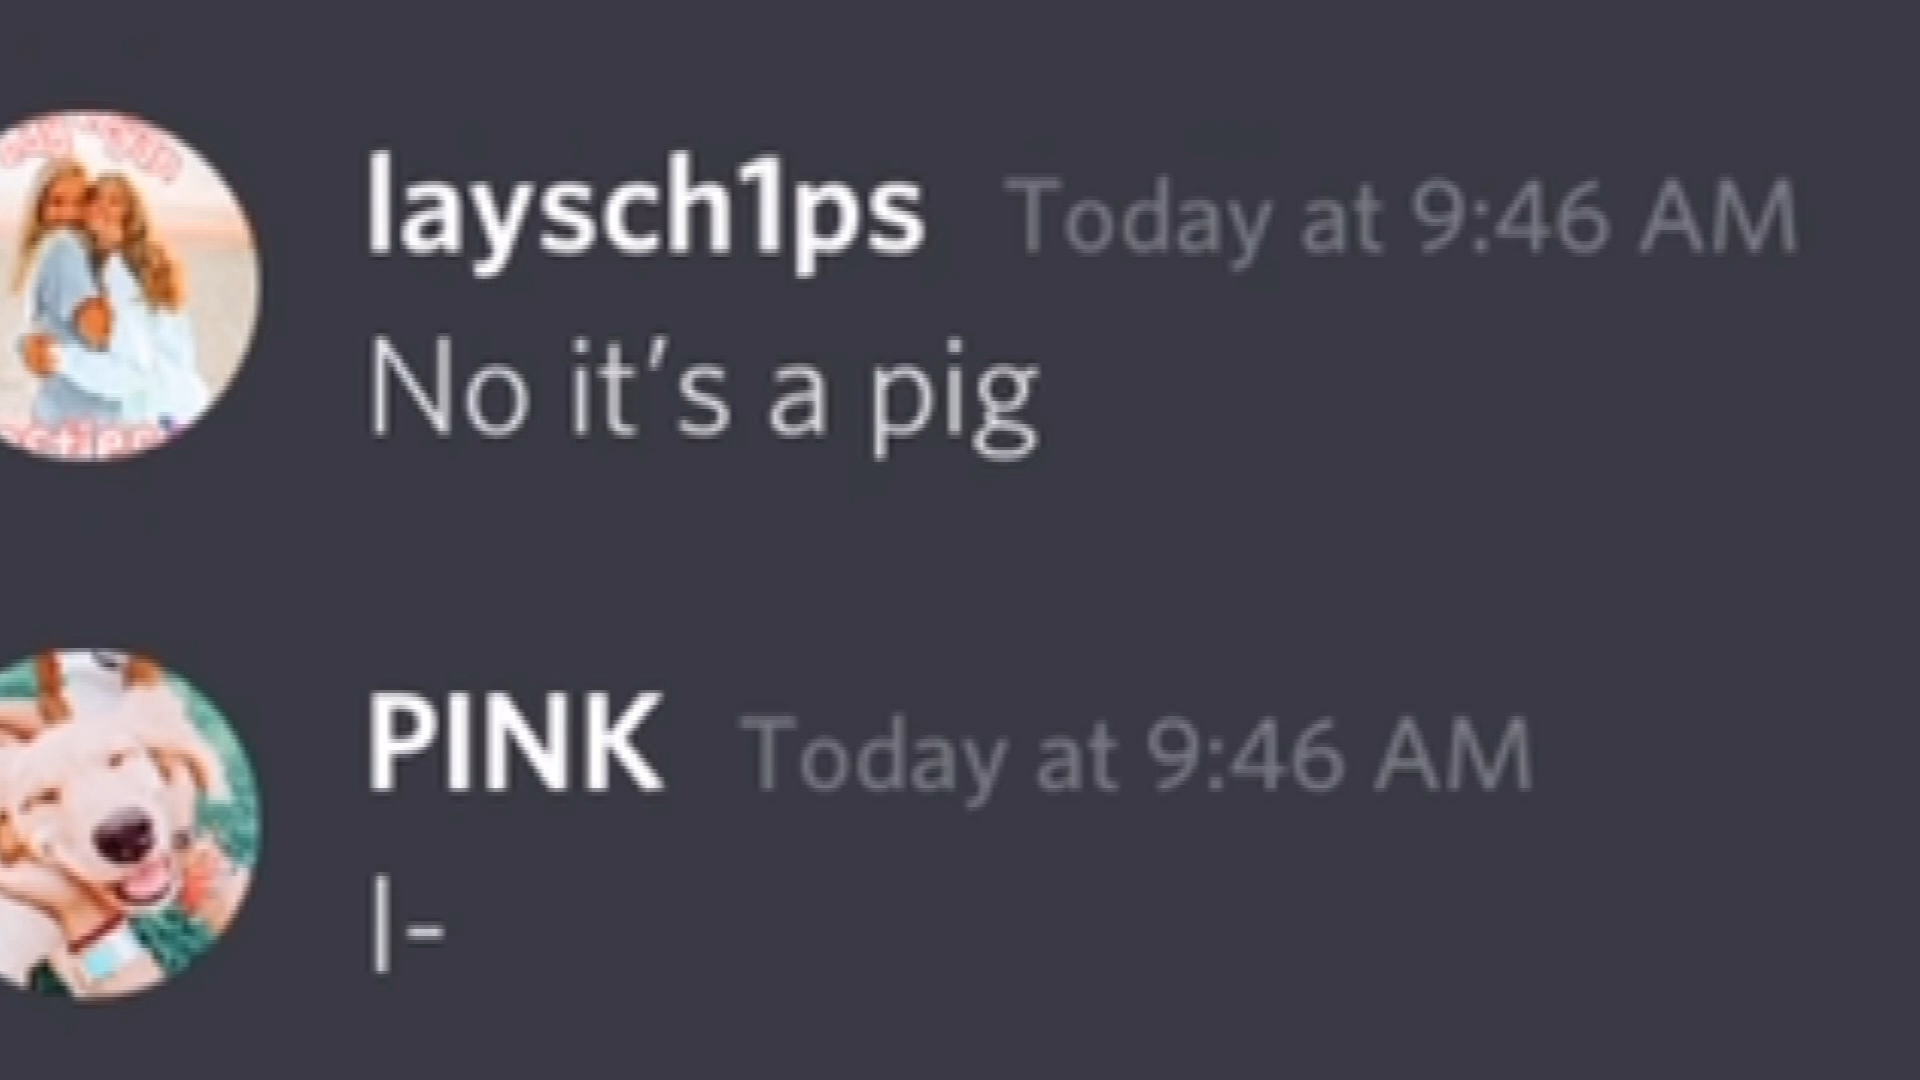 laysch1ps Today at 9:46 AM
No it's a pig
PINK Today at 9:46 AM
I-